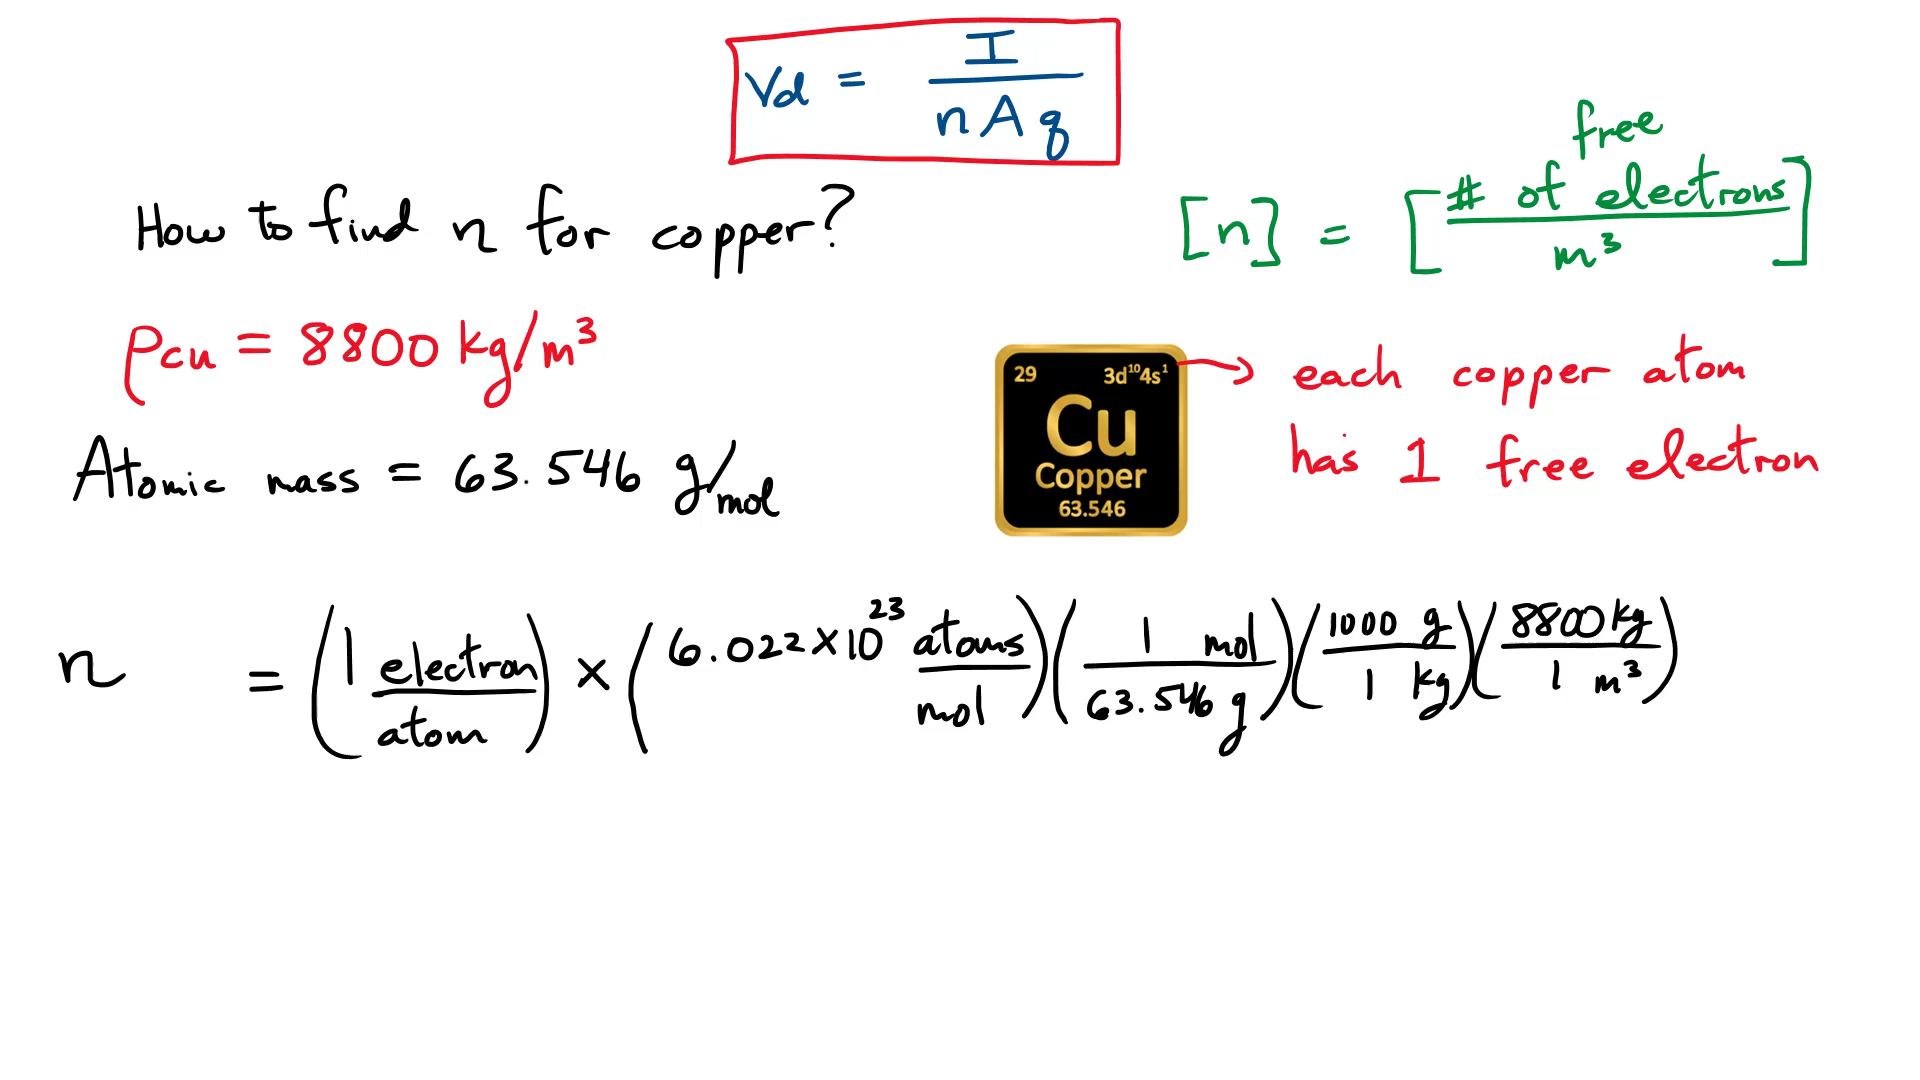 Vd = I / nAq
free
How to find n for copper?
[n] = [# of electrons / m³]
ρcu = 8800 kg/m³
each copper atom
has 1 free electron
29 3d¹⁰4s¹
Cu
Copper
63.546
Atomic mass = 63.546 g/mol
n = (1 electron / atom) × (6.022×10²³ atoms / mol)(1 mol / 63.546 g)(1000 g / 1 kg)(8800 kg / 1 m³)